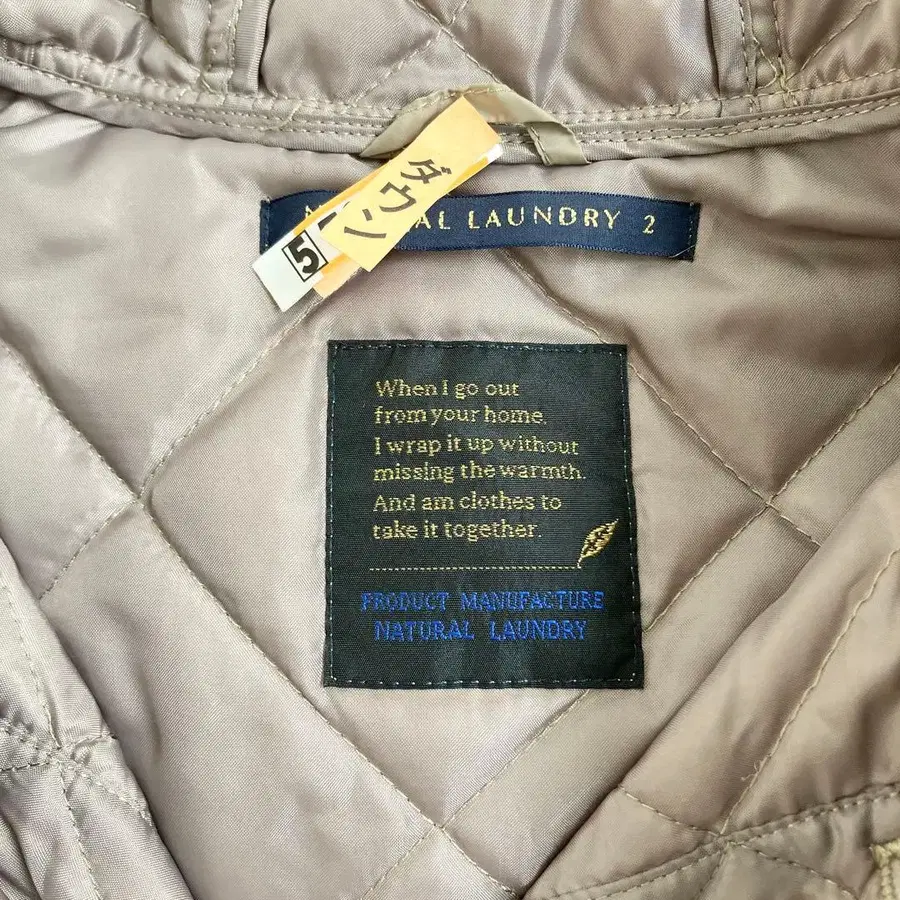 ダウン
5
AL LAUNDRY 2
When I go out
from your home.
I wrap it up without
missing the warmth.
And am clothes to
take it together.
PRODUCT MANUFACTURE
NATURAL LAUNDRY